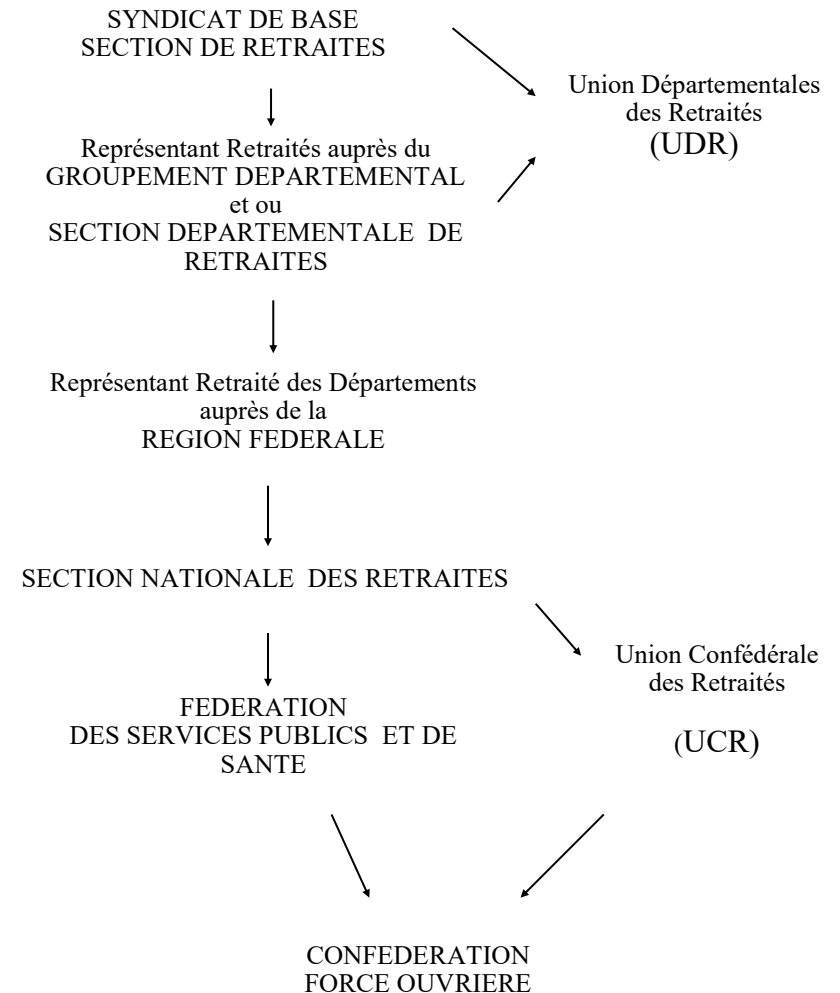 SYNDICAT DE BASE
SECTION DE RETRAITES
Union Départementales
des Retraités
(UDR)
Représentant Retraités auprès du
GROUPEMENT DEPARTEMENTAL
et ou
SECTION DEPARTEMENTALE DE
RETRAITES
Représentant Retraité des Départements
auprès de la
REGION FEDERALE
SECTION NATIONALE DES RETRAITES
Union Confédérale
des Retraités
(UCR)
FEDERATION
DES SERVICES PUBLICS ET DE
SANTE
CONFEDERATION
FORCE OUVRIERE